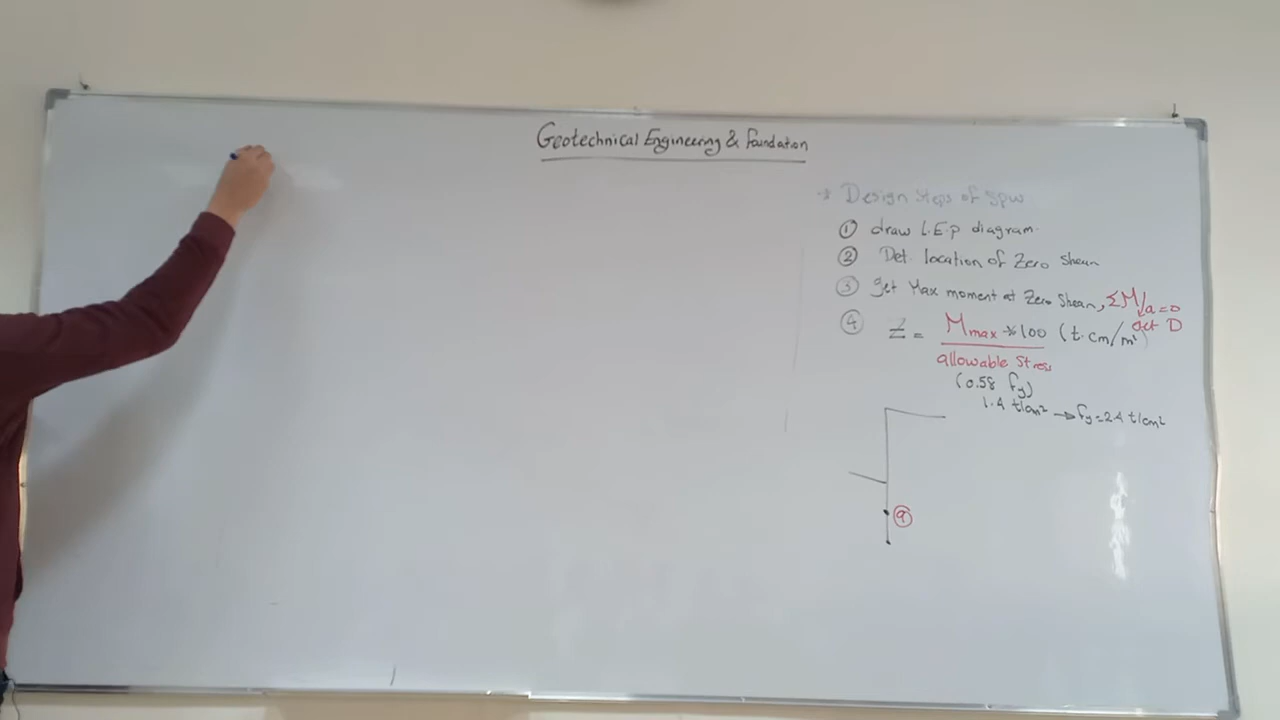 Geotechnical Engineering & Foundation
Design Steps of SPW
① draw L.E.P diagram.
② Det. location of Zero Shear
③ get Max moment at Zero Shear, ΣM/a = 0
get D
④ Z = Mmax * 100 (t.cm/m')
allowable Stress
(0.58 fy)
1.4 t/cm² → fy = 2.4 t/cm²
a